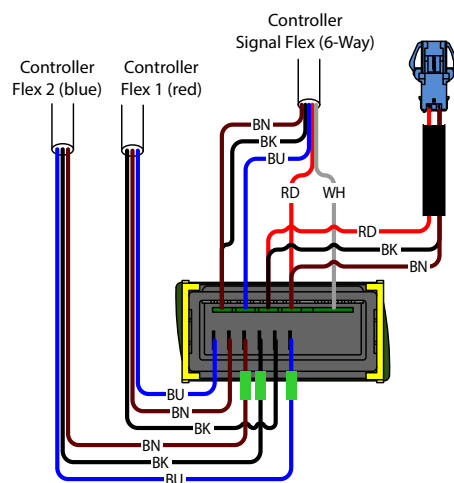 Controller
Signal Flex (6-Way)
Controller
Flex 2 (blue)
Controller
Flex 1 (red)
BN
BK
BU
RD
WH
RD
BK
BN
BU
BN
BK
BN
BK
BU